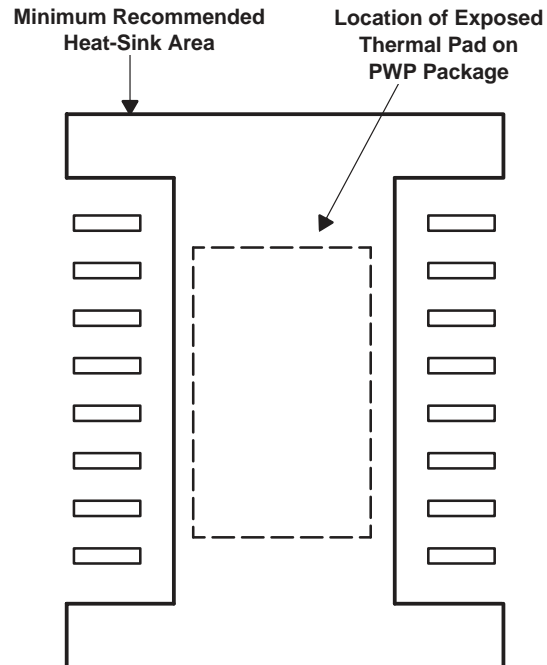 Minimum Recommended
Heat-Sink Area
Location of Exposed
Thermal Pad on
PWP Package